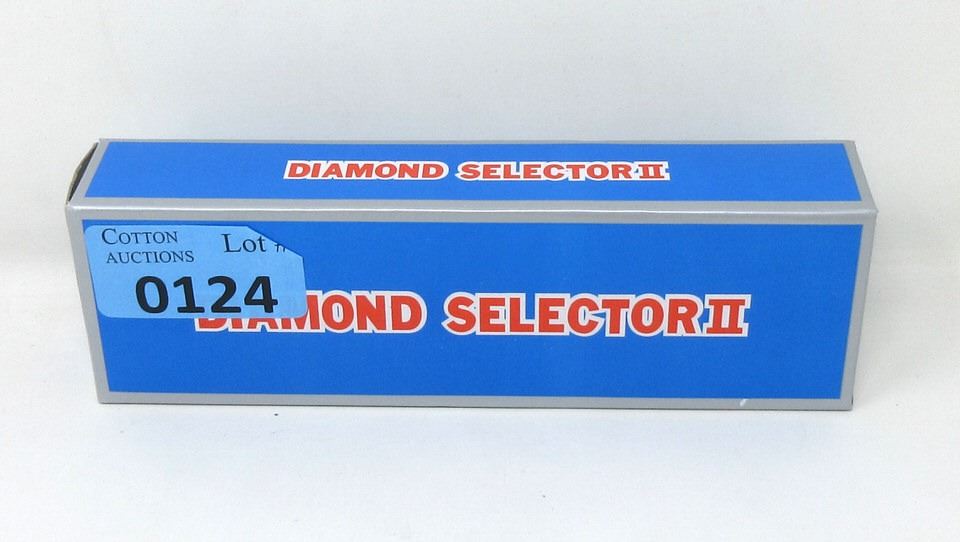 DIAMOND SELECTOR II
COTTON AUCTIONS
Lot #
0124
DIAMOND SELECTOR II